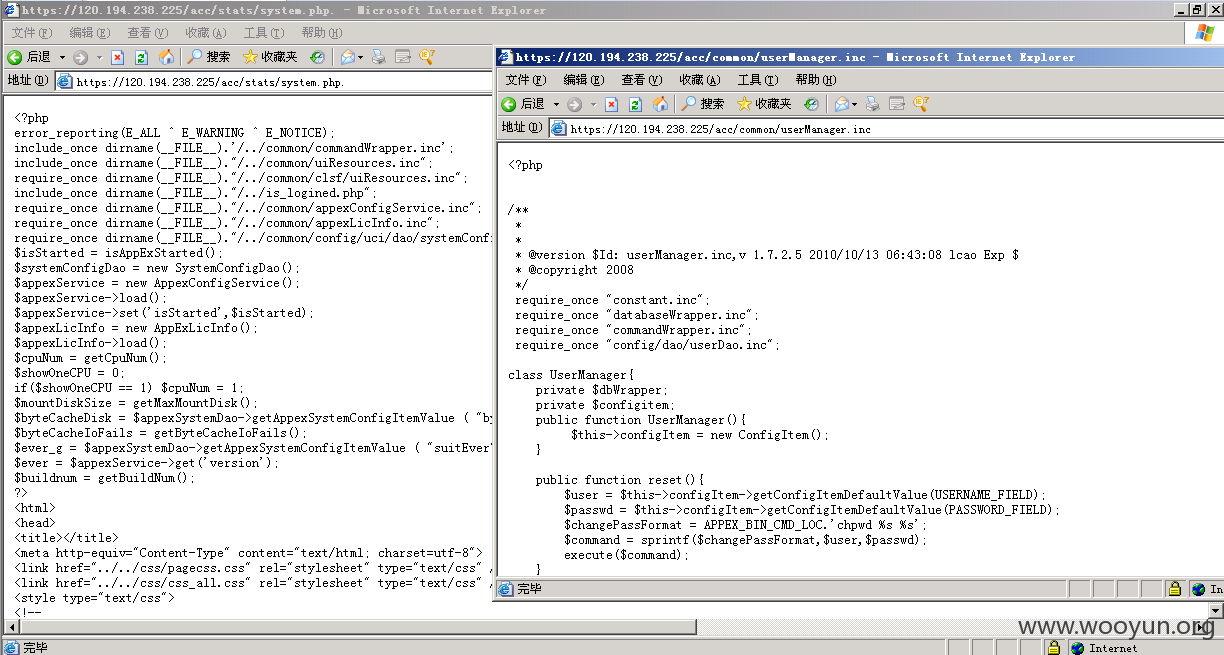 https://120.194.238.225/acc/stats/system.php. - Microsoft Internet Explorer
文件(F) 编辑(E) 查看(V) 收藏(A) 工具(T) 帮助(H)
后退 搜索 收藏夹
地址(D) https://120.194.238.225/acc/stats/system.php.
<?php
error_reporting(E_ALL ^ E_WARNING ^ E_NOTICE);
include_once dirname(__FILE__).'/../common/commandWrapper.inc';
include_once dirname(__FILE__)."/../common/uiResources.inc";
require_once dirname(__FILE__)."/../common/clsf/uiResources.inc";
include_once dirname(__FILE__)."/../is_logined.php";
require_once dirname(__FILE__)."/../common/appexConfigService.inc";
require_once dirname(__FILE__)."/../common/appexLicInfo.inc";
require_once dirname(__FILE__)."/../common/config/uci/dao/systemConfi
$isStarted = isAppExStarted();
$systemConfigDao = new SystemConfigDao();
$appexService = new AppexConfigService();
$appexService->load();
$appexService->set('isStarted',$isStarted);
$appexLicInfo = new AppExLicInfo();
$appexLicInfo->load();
$cpuNum = getCpuNum();
$showOneCPU = 0;
if($showOneCPU == 1) $cpuNum = 1;
$mountDiskSize = getMaxMountDisk();
$byteCacheDisk = $appexSystemDao->getAppexSystemConfigItemValue ( "by
$byteCacheIoFails = getByteCacheIoFails();
$ever_g = $appexSystemDao->getAppexSystemConfigItemValue ( "suitEver"
$ever = $appexService->get('version');
$buildnum = getBuildNum();
?>
<html>
<head>
<title></title>
<meta http-equiv="Content-Type" content="text/html; charset=utf-8">
<link href="../../css/pagecss.css" rel="stylesheet" type="text/css" /
<link href="../../css/css_all.css" rel="stylesheet" type="text/css" /
<style type="text/css">
<!--
完毕
Internet
https://120.194.238.225/acc/common/userManager.inc - Microsoft Internet Explorer
文件(F) 编辑(E) 查看(V) 收藏(A) 工具(T) 帮助(H)
后退 搜索 收藏夹
地址(D) https://120.194.238.225/acc/common/userManager.inc
<?php
/**
*
*
* @version $Id: userManager.inc,v 1.7.2.5 2010/10/13 06:43:08 lcao Exp $
* @copyright 2008
*/
require_once "constant.inc";
require_once "databaseWrapper.inc";
require_once "commandWrapper.inc";
require_once "config/dao/userDao.inc";
class UserManager{
private $dbWrapper;
private $configitem;
public function UserManager(){
$this->configItem = new ConfigItem();
}
public function reset(){
$user = $this->configItem->getConfigItemDefaultValue(USERNAME_FIELD);
$passwd = $this->configItem->getConfigItemDefaultValue(PASSWORD_FIELD);
$changePassFormat = APPEX_BIN_CMD_LOC.'chpwd %s %s';
$command = sprintf($changePassFormat,$user,$passwd);
execute($command);
}
完毕
In
www.wooyun.org